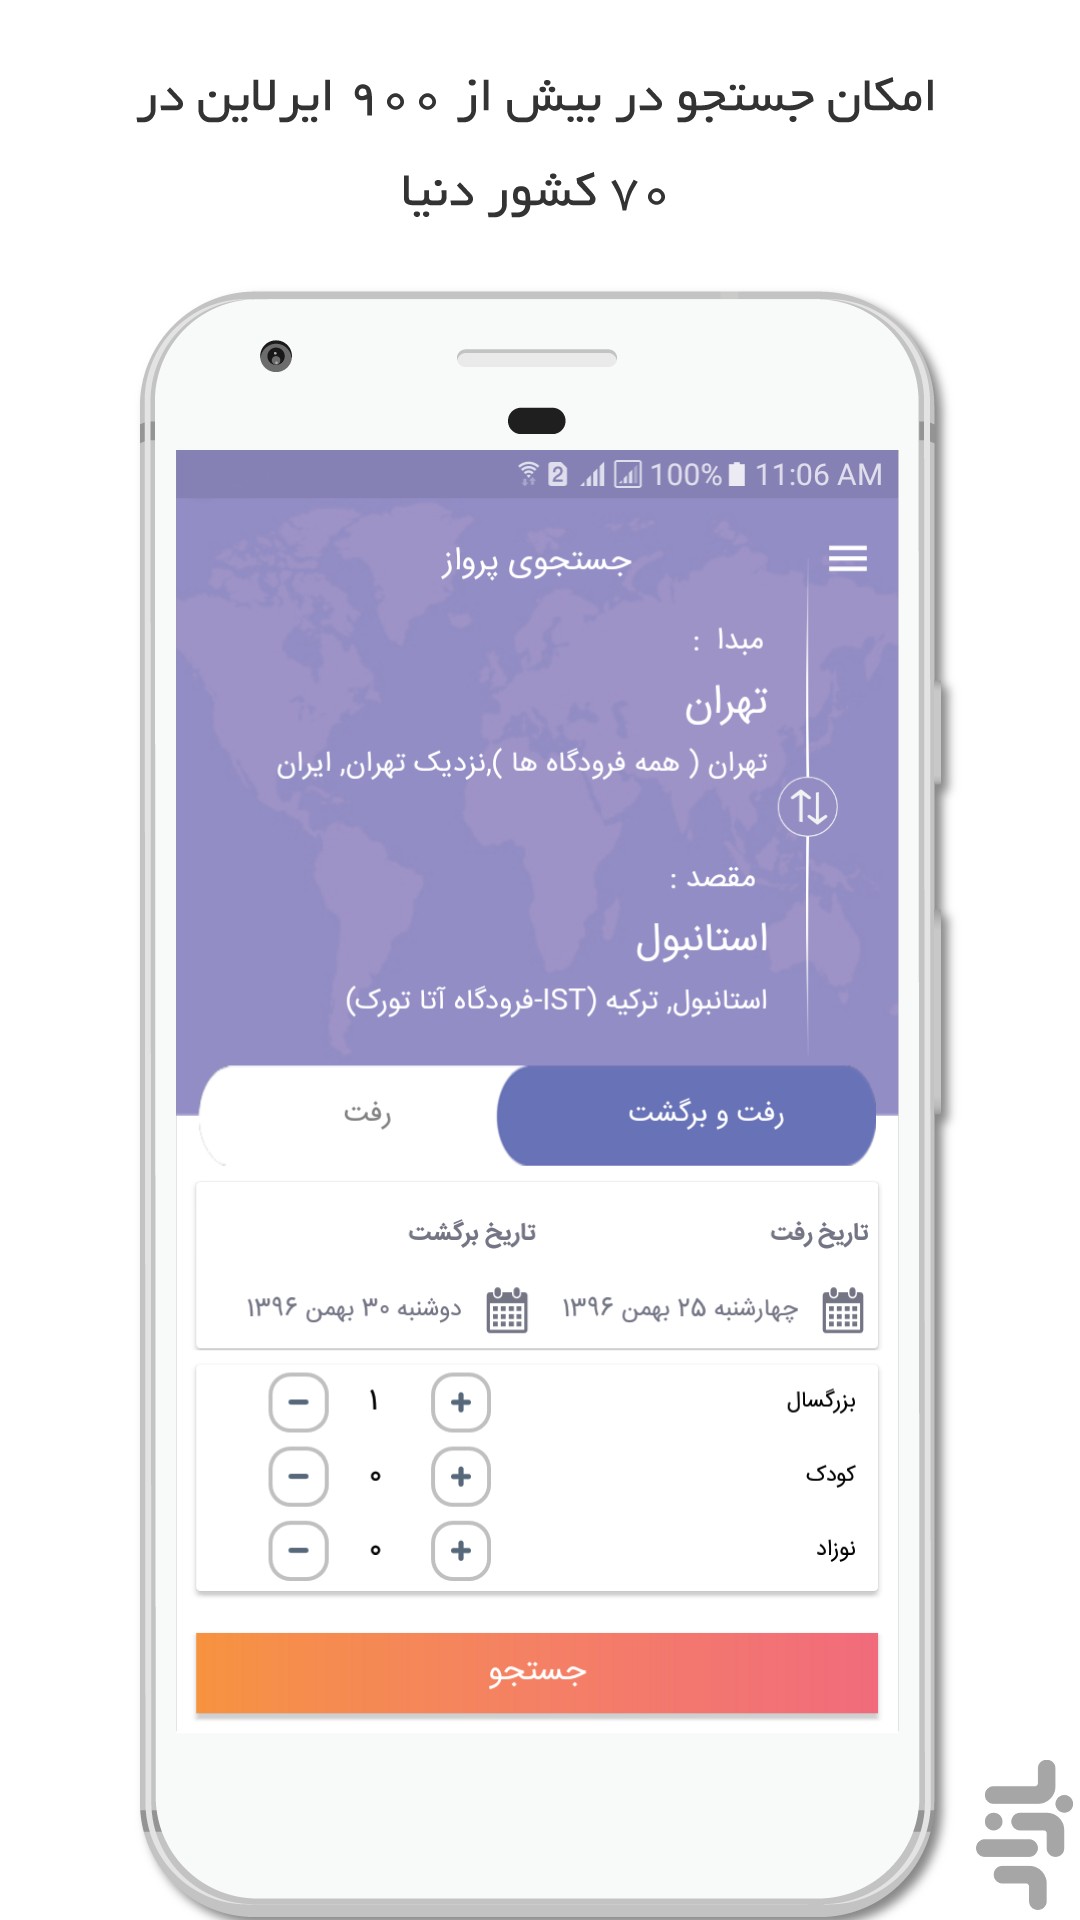 امکان جستجو در بیش از ۹۰۰ ایرلاین در
۷۰ کشور دنیا
2 100% 11:06 AM
جستجوی پرواز
مبدا :
تهران
تهران ( همه فرودگاه ها ),نزدیک تهران, ایران
مقصد :
استانبول
استانبول, ترکیه (IST-فرودگاه آتا تورک)
رفت و برگشت
رفت
تاریخ رفت
تاریخ برگشت
چهارشنبه ۲۵ بهمن ۱۳۹۶
دوشنبه ۳۰ بهمن ۱۳۹۶
بزرگسال + ۱ −
کودک + ۰ −
نوزاد + ۰ −
جستجو
بازار